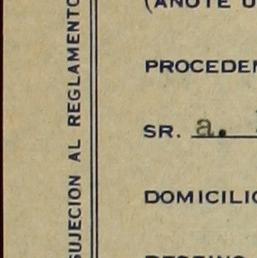 (ANOTE
PROCEDEN
SR. a.
DOMICILIO
SUJECION AL REGLAMENTO